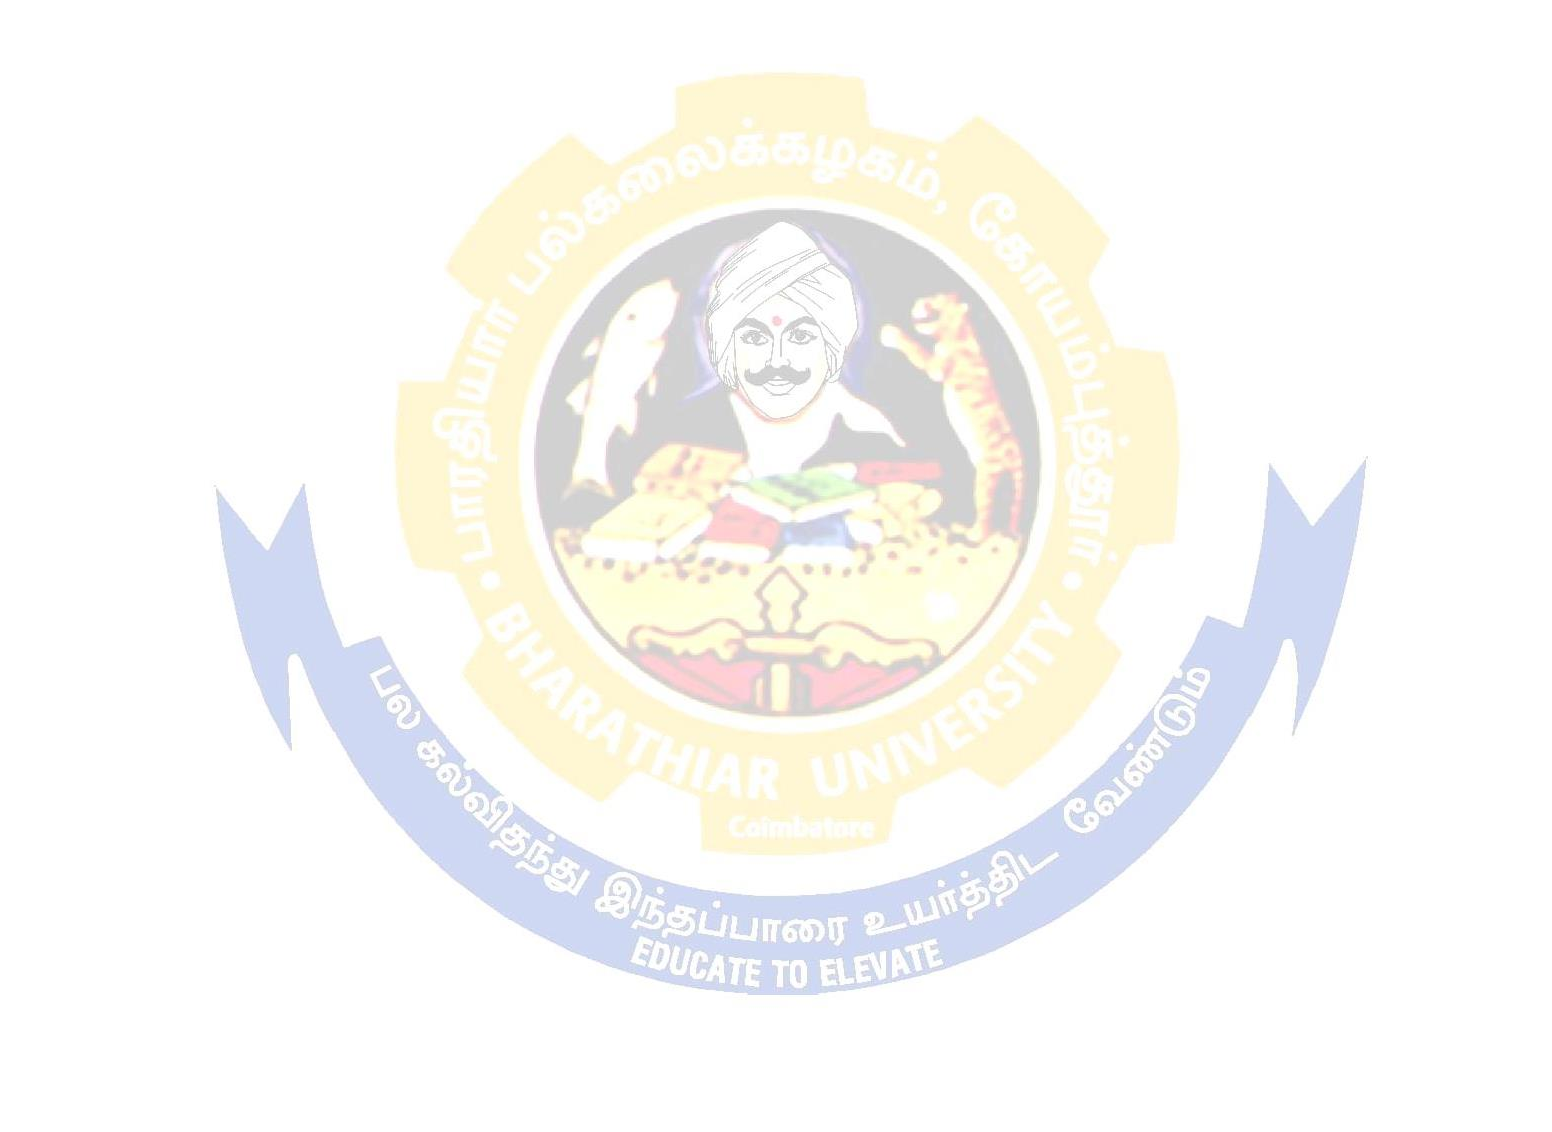 பாரதியார் பல்கலைக்கழகம், கோயம்புத்தூர்
BHARATHIAR UNIVERSITY
Coimbatore
பல கல்விதந்து இந்தப்பாரை உயர்த்திட வேண்டும்
EDUCATE TO ELEVATE